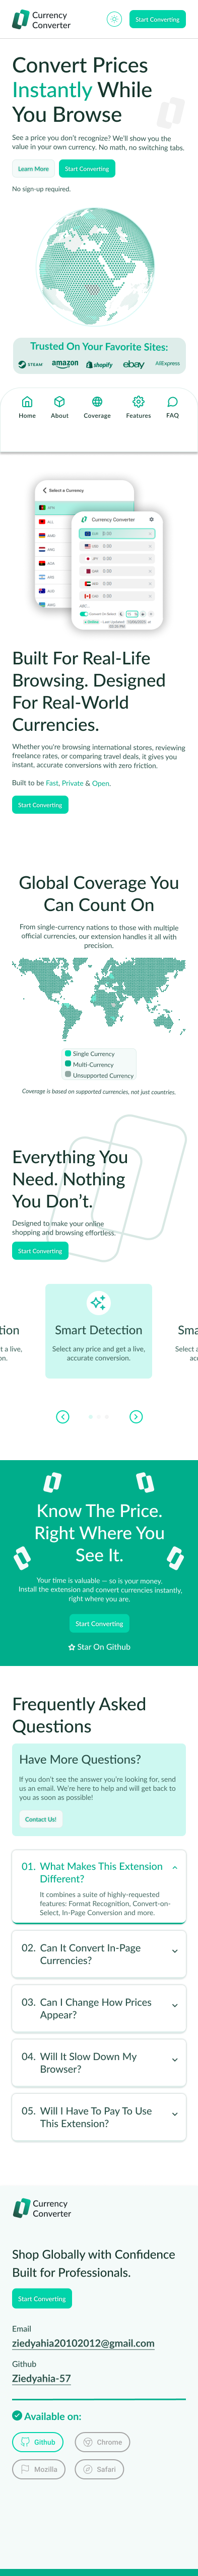 Currency
Converter
Start Converting
Convert Prices
Instantly While
You Browse
See a price you don't recognize? We'll show you the
value in your own currency. No math, no switching tabs.
Learn More
Start Converting
No sign-up required.
Trusted On Your Favorite Sites:
STEAM
amazon
shopify
ebay
AliExpress
Home
About
Coverage
Features
FAQ
Select a Currency
Currency Converter
0.00
0.00
0.00
0.00
0.00
0.00
Built For Real-Life
Browsing. Designed
For Real-World
Currencies.
Whether you're browsing international stores, reviewing
freelance rates, or comparing travel deals, it gives you
instant, accurate conversions with zero friction.
Built to be Fast, Private & Open.
Start Converting
Global Coverage You
Can Count On
From single-currency nations to those with multiple
official currencies, our extension handles it all with
precision.
Single Currency
Multi-Currency
Unsupported Currency
Coverage is based on supported currencies, not just countries.
Everything You
Need. Nothing
You Don't.
Designed to make your online
shopping and browsing effortless.
Start Converting
tion
Smart Detection
Sma
t a live,
on.
Select any price and get a live,
accurate conversion.
Select a
acc
Know The Price.
Right Where You
See It.
Your time is valuable — so is your money.
Install the extension and convert currencies instantly,
right where you are.
Start Converting
Star On Github
Frequently Asked
Questions
Have More Questions?
If you don't see the answer you're looking for, send
us an email. We're here to help and will get back to
you as soon as possible!
Contact Us!
01. What Makes This Extension
Different?
It combines a suite of highly-requested
features: Format Recognition, Convert-on-
Select, In-Page Conversion and more.
02. Can It Convert In-Page
Currencies?
03. Can I Change How Prices
Appear?
04. Will It Slow Down My
Browser?
05. Will I Have To Pay To Use
This Extension?
Currency
Converter
Shop Globally with Confidence
Built for Professionals.
Start Converting
Email
ziedyahia20102012@gmail.com
Github
Ziedyahia-57
Available on:
Github
Chrome
Mozilla
Safari